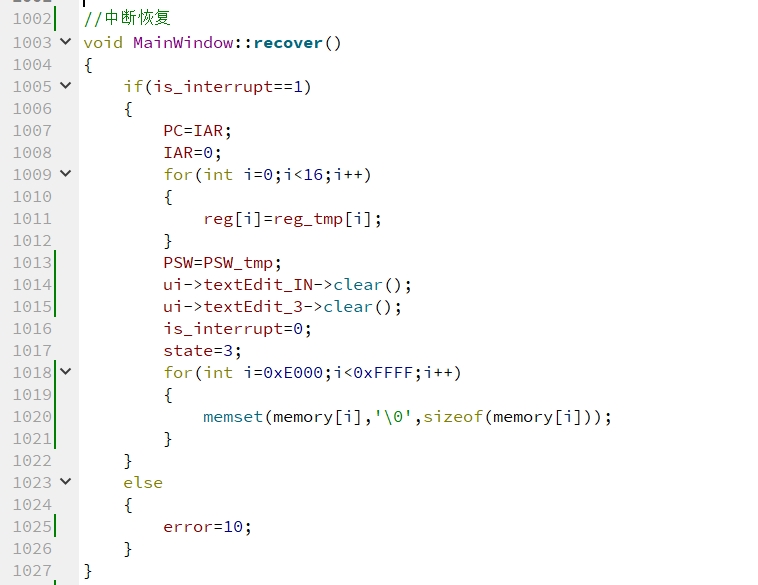 1002 //中断恢复
1003 void MainWindow::recover()
1004 {
1005     if(is_interrupt==1)
1006     {
1007         PC=IAR;
1008         IAR=0;
1009         for(int i=0;i<16;i++)
1010         {
1011             reg[i]=reg_tmp[i];
1012         }
1013         PSW=PSW_tmp;
1014         ui->textEdit_IN->clear();
1015         ui->textEdit_3->clear();
1016         is_interrupt=0;
1017         state=3;
1018         for(int i=0xE000;i<0xFFFF;i++)
1019         {
1020             memset(memory[i],'\0',sizeof(memory[i]));
1021         }
1022     }
1023     else
1024     {
1025         error=10;
1026     }
1027 }